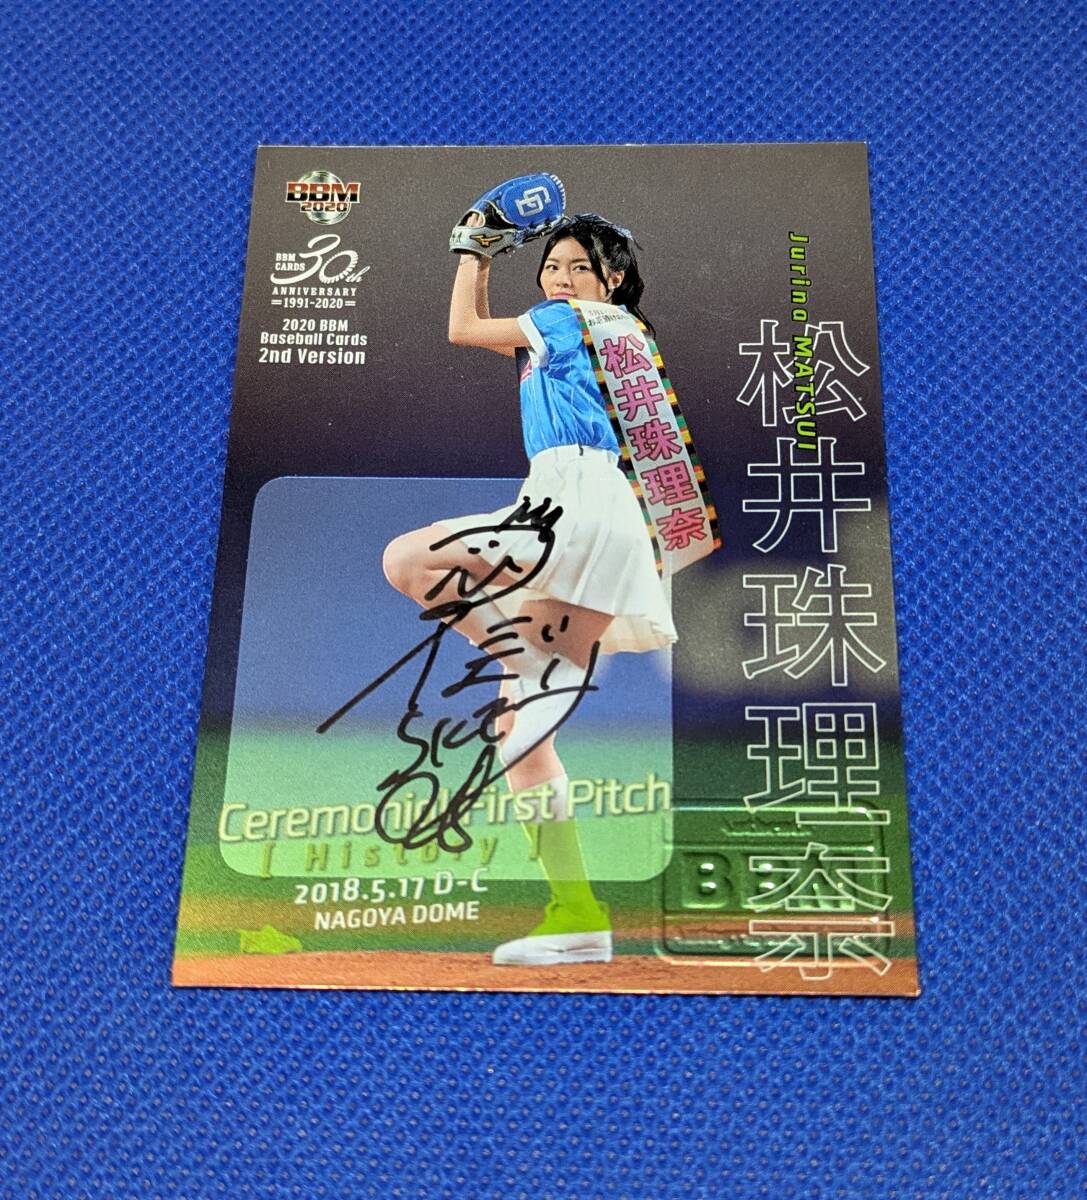 BBM
2020
BBM
CARDS 30th
ANNIVERSARY
1991-2020
2020 BBM
Baseball Cards
2nd Version
松井珠理奈
Jurina MATSUI
松井珠理奈
SKE
Ceremonial First Pitch
[ History ]
2018.5.17 D-C
NAGOYA DOME
BBM